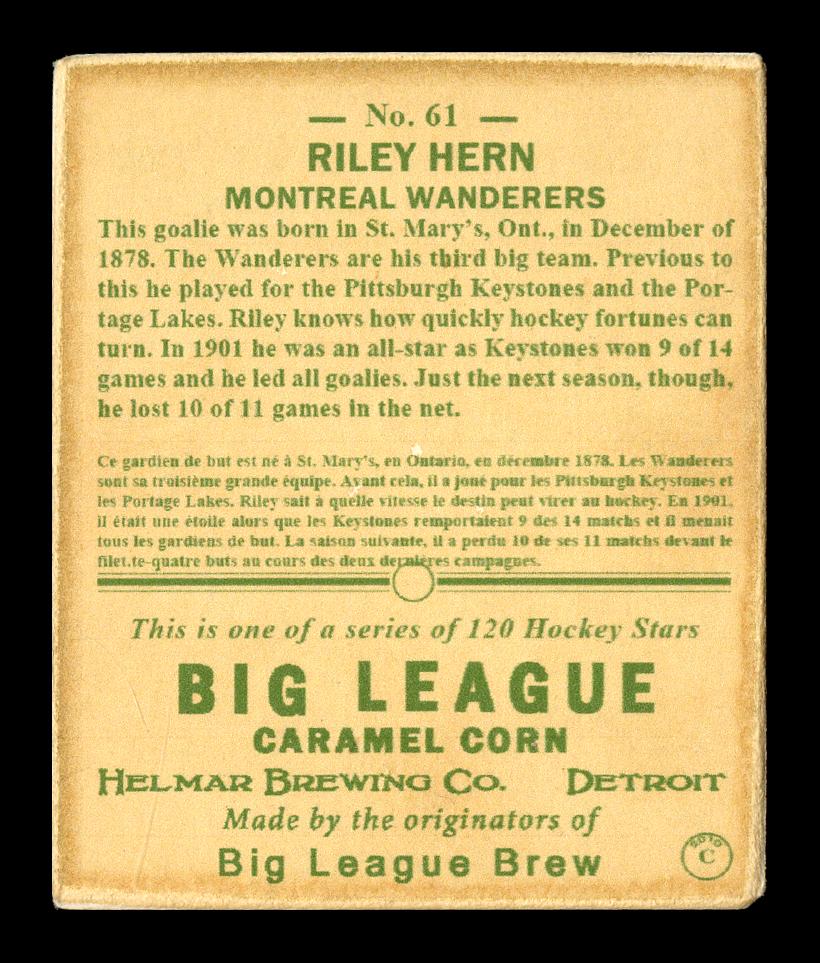 — No. 61 —
RILEY HERN
MONTREAL WANDERERS
This goalie was born in St. Mary's, Ont., in December of
1878. The Wanderers are his third big team. Previous to
this he played for the Pittsburgh Keystones and the Por-
tage Lakes. Riley knows how quickly hockey fortunes can
turn. In 1901 he was an all-star as Keystones won 9 of 14
games and he led all goalies. Just the next season, though,
he lost 10 of 11 games in the net.
Ce gardien de but est né à St. Mary's, en Ontario, en décembre 1878. Les Wanderers
sont sa troisième grande équipe. Avant cela, il a joué pour les Pittsburgh Keystones et
les Portage Lakes. Riley sait à quelle vitesse le destin peut virer au hockey. En 1901,
il était une étoile alors que les Keystones remportaient 9 des 14 matchs et il menait
tous les gardiens de but. La saison suivante, il a perdu 10 de ses 11 matchs devant le
filet.te-quatre buts au cours des deux dernières campagnes.
This is one of a series of 120 Hockey Stars
BIG LEAGUE
CARAMEL CORN
HELMAR BREWING CO. DETROIT
Made by the originators of
Big League Brew
C